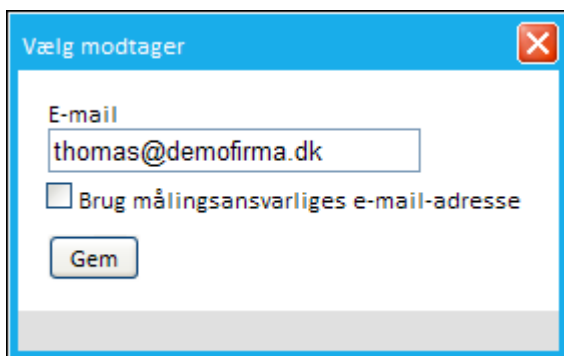 Vælg modtager
E-mail
thomas@demofirma.dk
Brug målingsansvarliges e-mail-adresse
Gem